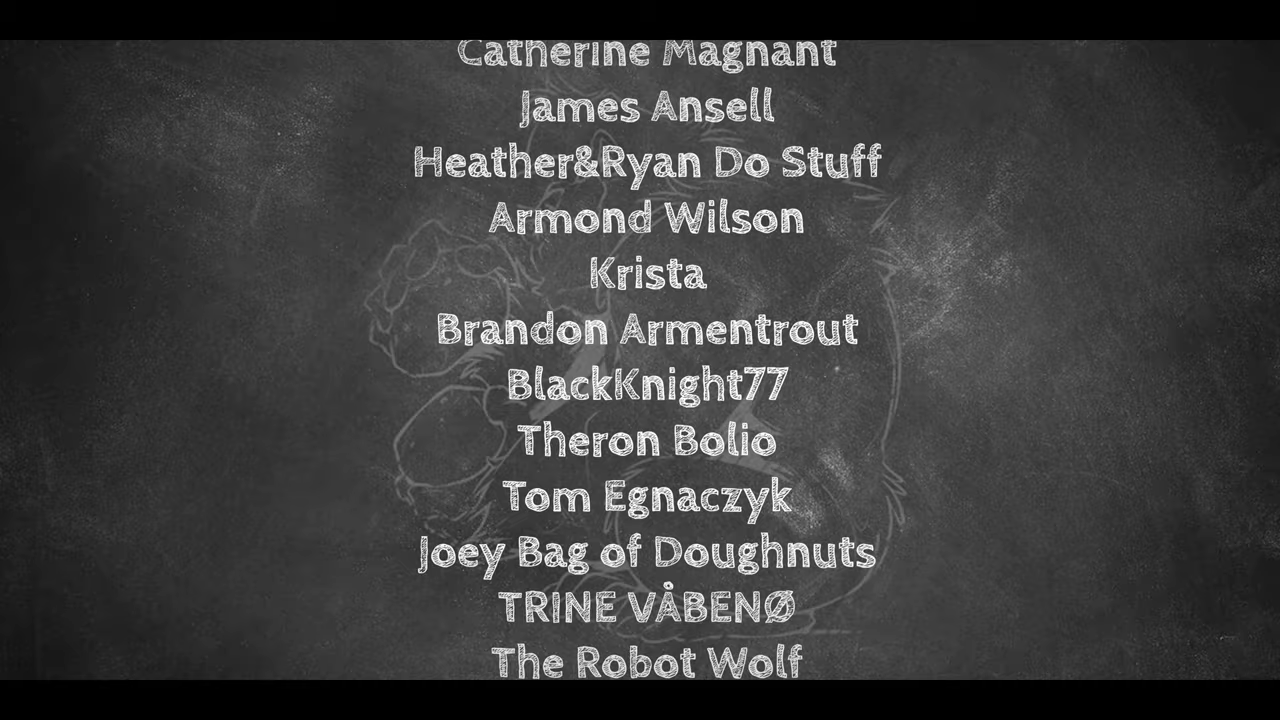 Catherine Magnant
James Ansell
Heather&Ryan Do Stuff
Armond Wilson
Krista
Brandon Armentrout
BlackKnight77
Theron Bolio
Tom Egnaczyk
Joey Bag of Doughnuts
TRINE VÅBENØ
The Robot Wolf